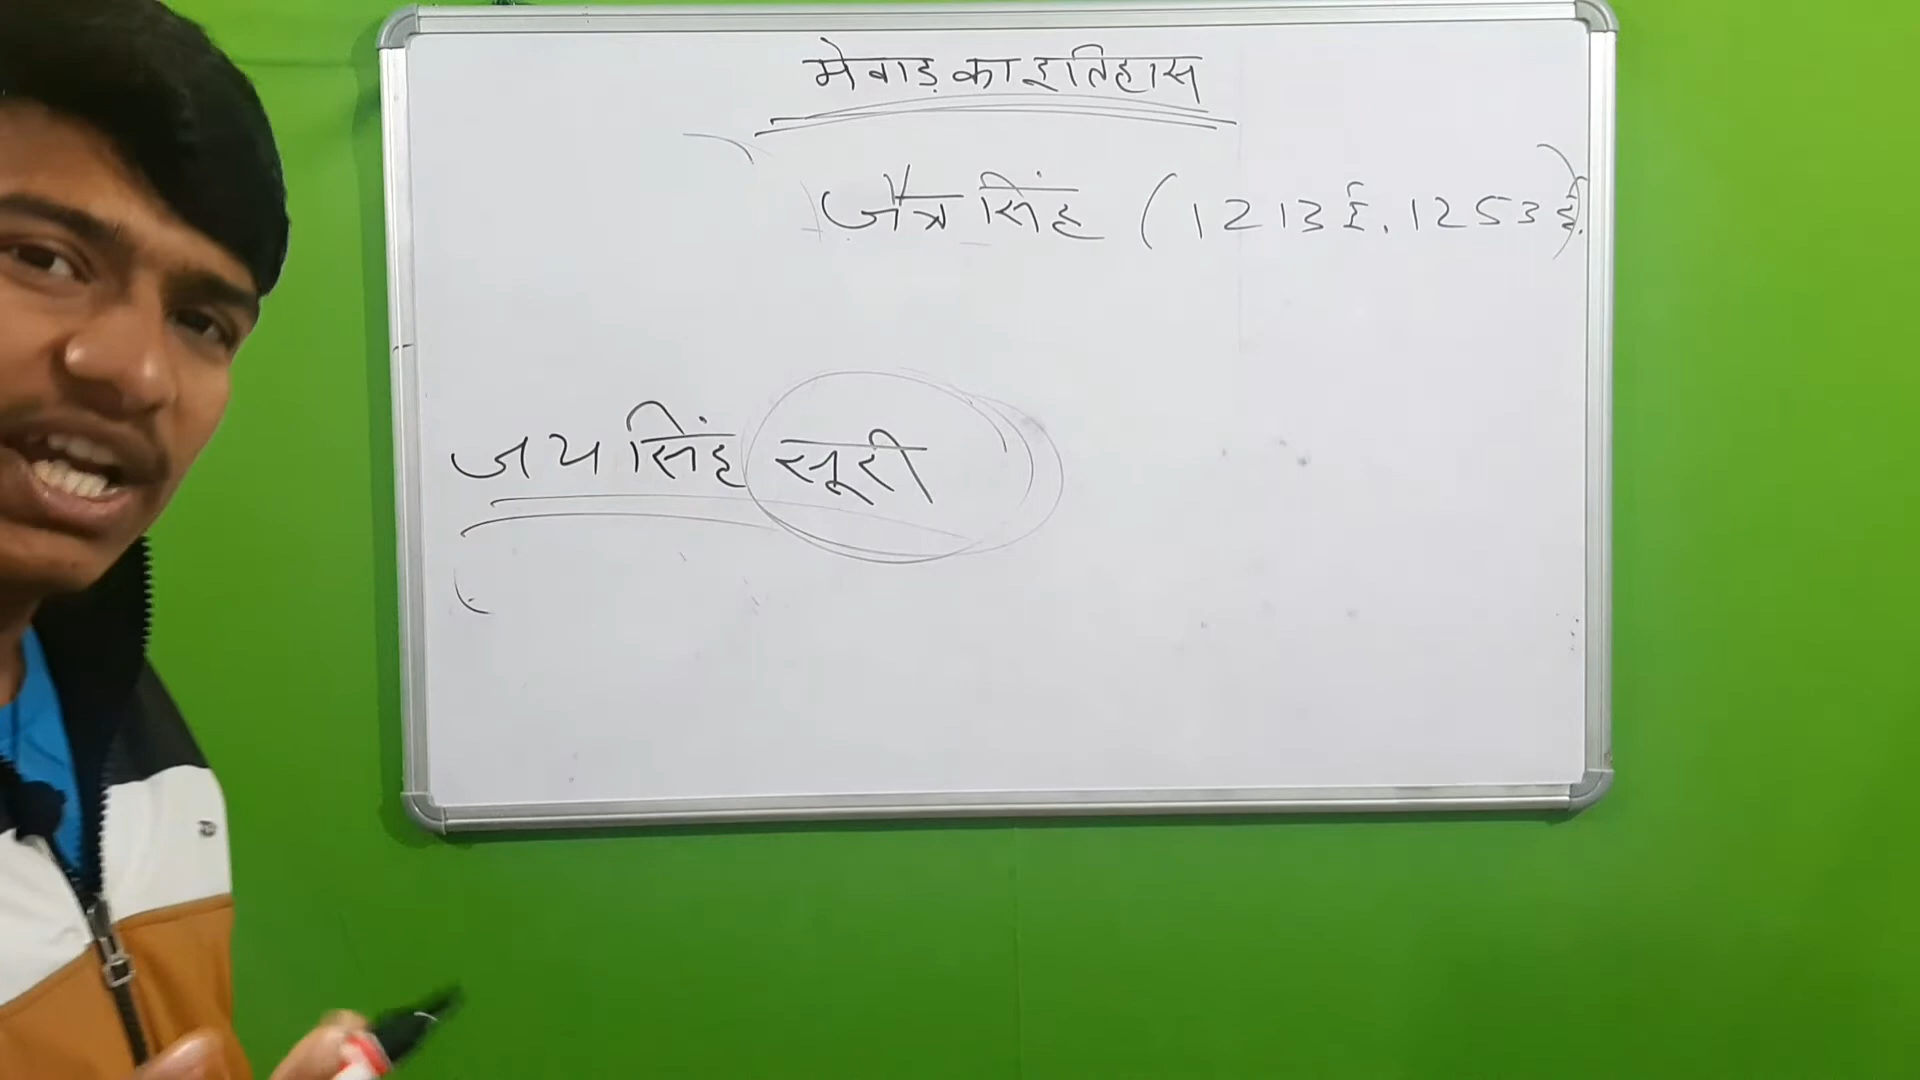 मेवाड़ का इतिहास
जैत्र सिंह (1213 ई. 1253 ई.)
जय सिंह सूरी